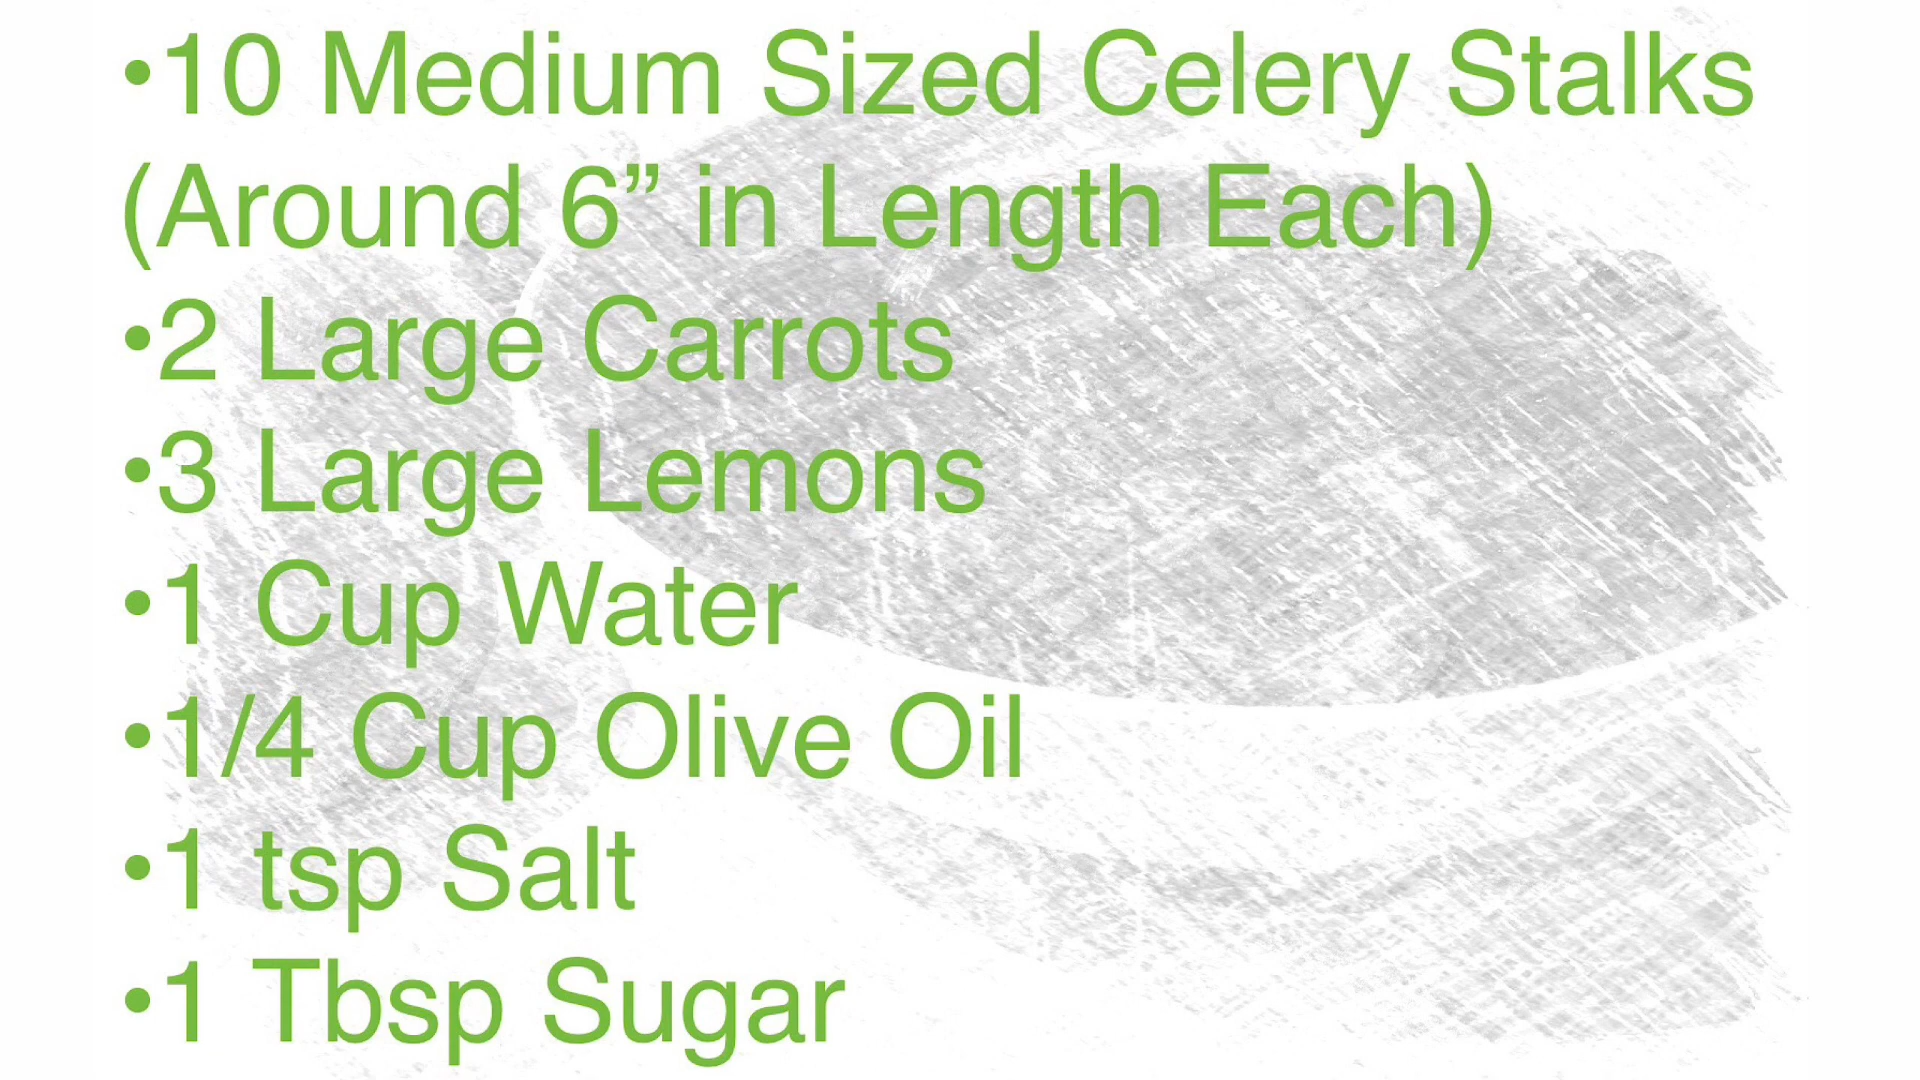 •10 Medium Sized Celery Stalks
(Around 6” in Length Each)
•2 Large Carrots
•3 Large Lemons
•1 Cup Water
•1/4 Cup Olive Oil
•1 tsp Salt
•1 Tbsp Sugar